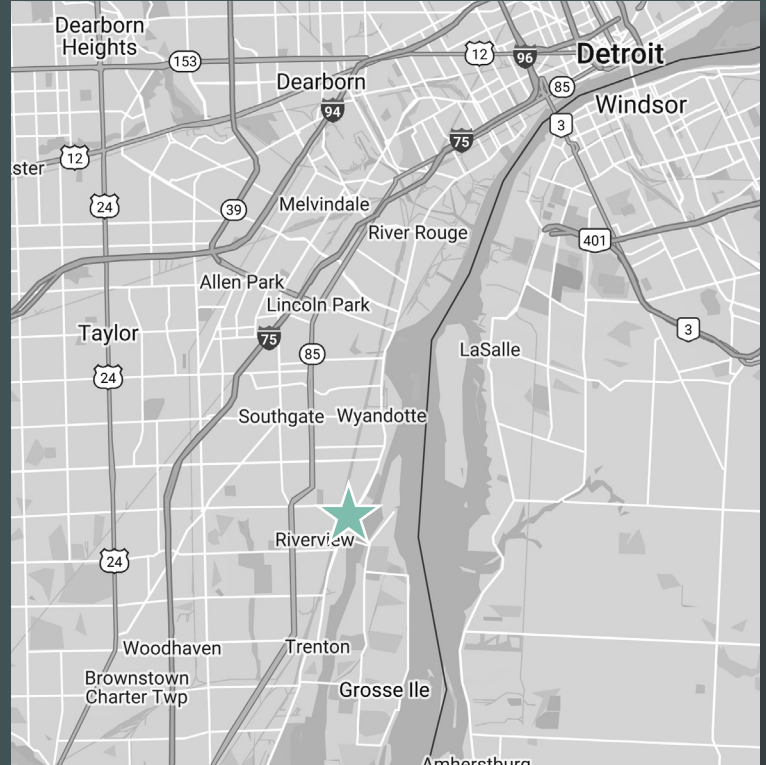 Dearborn
Heights
153
12
96
Detroit
Dearborn
94
85
Windsor
3
75
ster
12
24
39
Melvindale
River Rouge
401
Allen Park
Lincoln Park
Taylor
75
85
3
LaSalle
24
Southgate
Wyandotte
Riverview
24
Woodhaven
Trenton
Brownstown
Charter Twp
Grosse Ile
Amherstburg